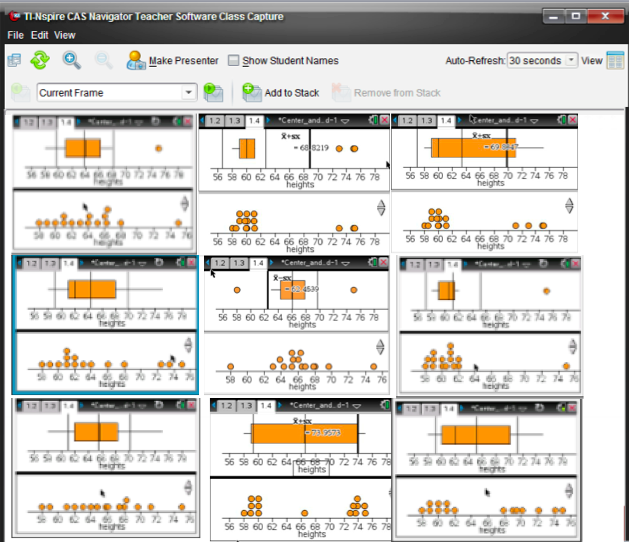 TI-Nspire CAS Navigator Teacher Software Class Capture
File Edit View
Make Presenter Show Student Names Auto-Refresh: 30 seconds View
Current Frame Add to Stack Remove from Stack
1.2 1.3 1.4 *Center_...d-1
56 58 60 62 64 66 68 70 72 74 76 78
heights
58 60 62 64 66 68 70 72 74 76
heights
1.2 1.3 1.4 *Center_and...d-1
x̄+sx
= 68.8219
58 60 62 64 66 68 70 72 74 76 78
heights
58 60 62 64 66 68 70 72 74 76 78
heights
1.2 1.3 1.4 *Center_and...d-1
x̄+sx
58 60 62 64 66 68 70 72 74 76 78
heights
58 60 62 64 66 68 70 72 74 76 78
heights
1.2 1.3 1.4 *Center_...d-1
56 58 60 62 64 66 68 70 72 74 76 78
heights
56 58 60 62 64 66 68 70 72 74 76
heights
1.2 1.3 1.4 *Center_and...d-1
x̄+sx
56 58 60 62 64 66 68 70 72 74 76 78
heights
58 60 62 64 66 68 70 72 74 76
heights
1.2 1.3 1.4 *Center_...d-1
56 58 60 62 64 66 68 70 72 74 76 78
heights
58 60 62 64 66 68 70 72 74 76
heights
1.2 1.3 1.4 *Center_...d-1
56 58 60 62 64 66 68 70 72 74 76 78
heights
56 58 60 62 64 66 68 70 72 74 76
heights
1.2 1.3 1.4 *Center_and...d-1
x̄+sx
= 73.9573
56 58 60 62 64 66 68 70 72 74 76 78
heights
58 60 62 64 66 68 70 72 74 76
heights
1.2 1.3 1.4 *Center_...d-1
56 58 60 62 64 66 68 70 72 74 76 78
heights
58 60 62 64 66 68 70 72 74 76 78
heights